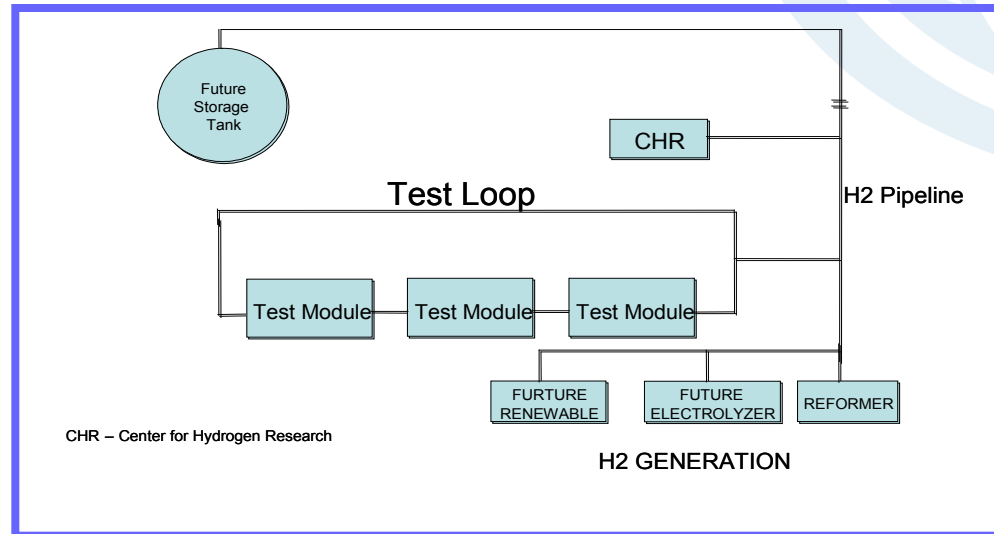 Future
Storage
Tank
CHR
Test Loop
H2 Pipeline
Test Module
Test Module
Test Module
FURTURE
RENEWABLE
FUTURE
ELECTROLYZER
REFORMER
CHR – Center for Hydrogen Research
H2 GENERATION